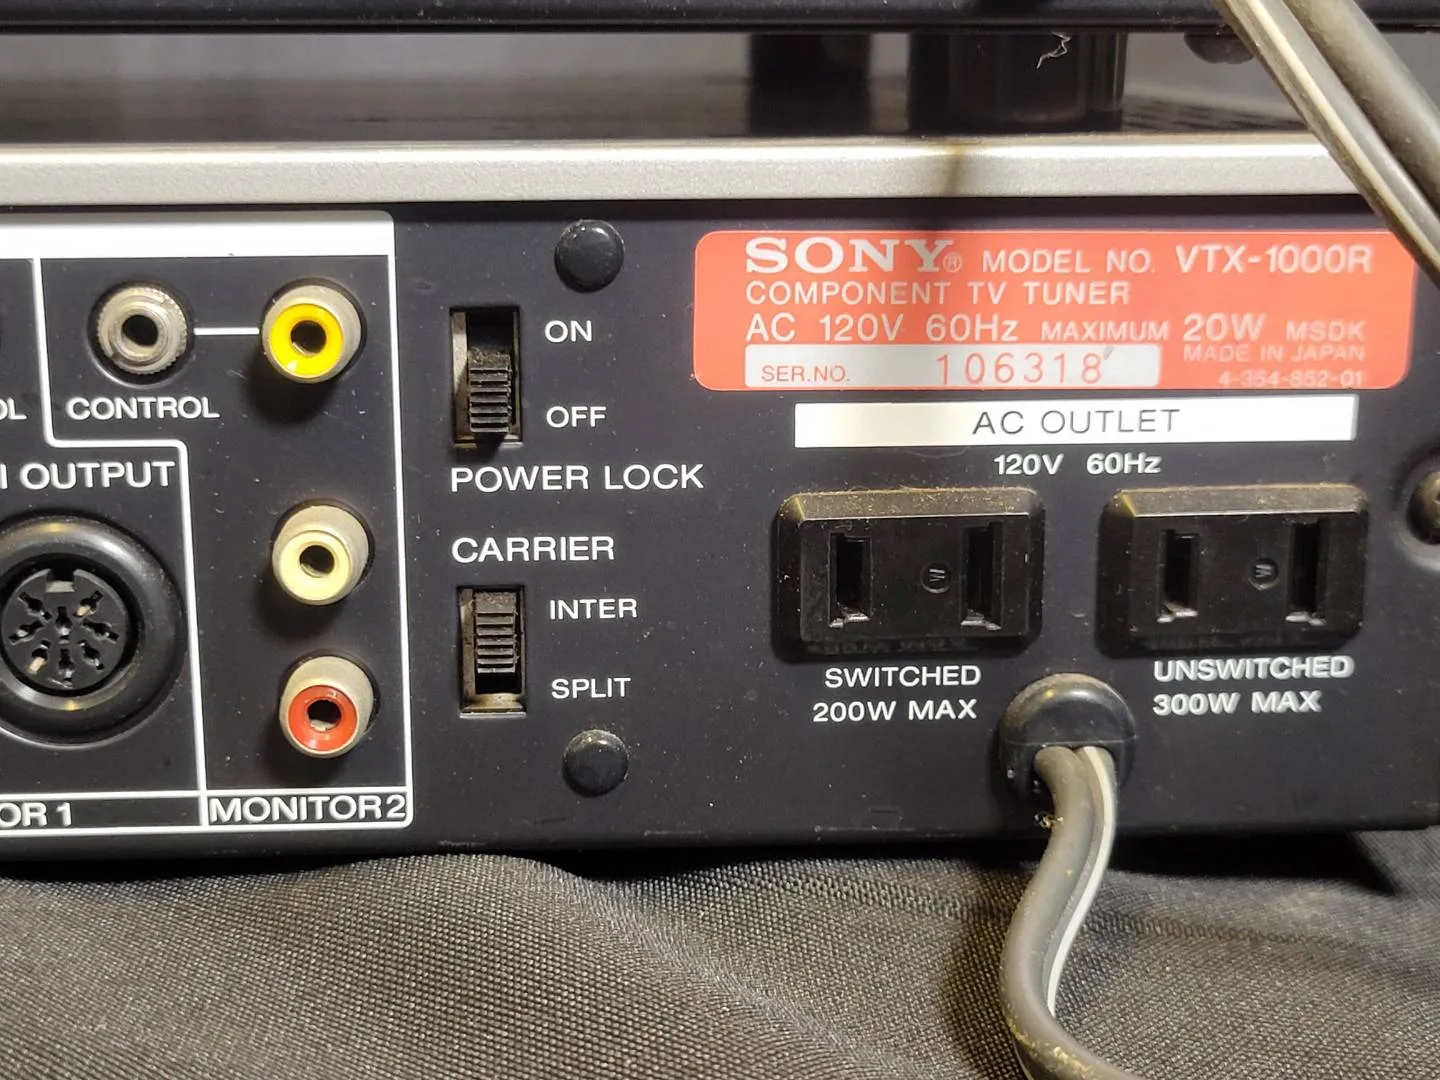 SONY® MODEL NO. VTX-1000R
COMPONENT TV TUNER
AC 120V 60Hz MAXIMUM 20W MSDK
MADE IN JAPAN
SER.NO. 106318
4-354-852-01
AC OUTLET
120V 60Hz
SWITCHED
200W MAX
UNSWITCHED
300W MAX
ON
OFF
POWER LOCK
CARRIER
INTER
SPLIT
CONTROL
OUTPUT
MONITOR 2